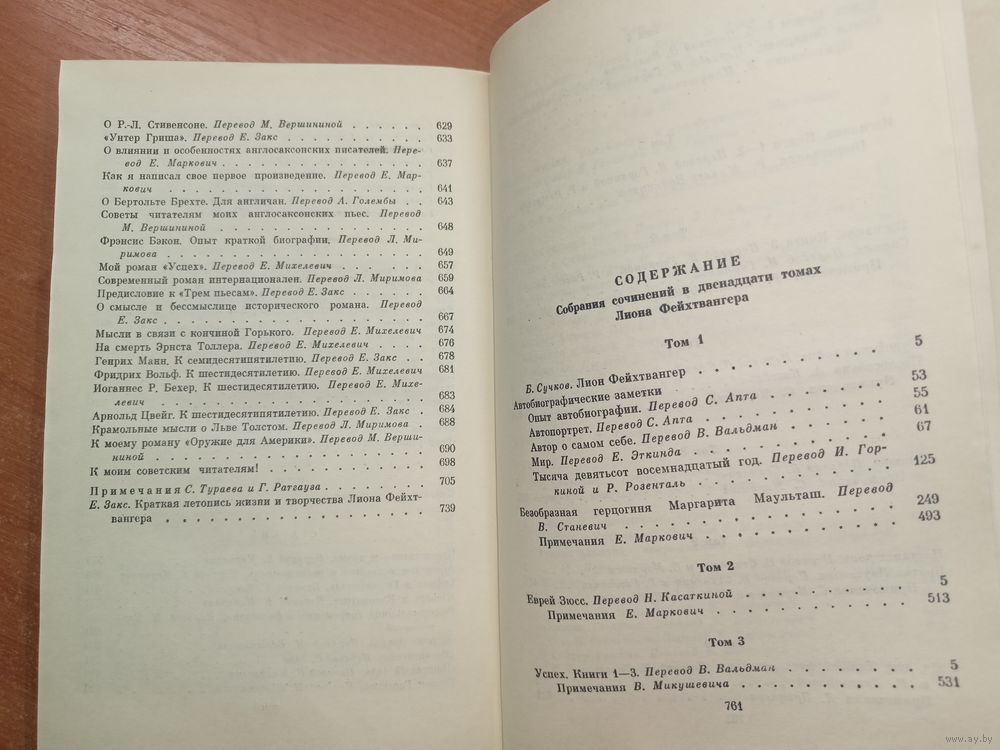 О Р.-Л. Стивенсоне. Перевод М. Вершининой . . . . . . 629
«Унтер Гриша». Перевод Е. Закс . . . . . . . . . 633
О влиянии и особенностях англосаксонских писателей. Пере-
вод Е. Маркович . . . . . . . . . . . . . 637
Как я написал свое первое произведение. Перевод Е. Мар-
кович . . . . . . . . . . . . . . . . 641
О Бертольте Брехте. Для англичан. Перевод А. Голембы . . 643
Советы читателям моих англосаксонских пьес. Перевод
М. Вершининой . . . . . . . . . . . . . 648
Фрэнсис Бэкон. Опыт краткой биографии. Перевод Л. Ми-
римова . . . . . . . . . . . . . . . 649
Мой роман «Успех». Перевод Е. Михелевич . . . . . . 657
Современный роман интернационален. Перевод Л. Миримова 659
Предисловие к «Трем пьесам». Перевод Е. Закс . . . . . 664
О смысле и бессмыслице исторического романа. Перевод
Е. Закс . . . . . . . . . . . . . . . 667
Мысли в связи с кончиной Горького. Перевод Е. Михелевич 674
На смерть Эрнста Толлера. Перевод Е. Михелевич . . . . 676
Генрих Манн. К семидесятипятилетию. Перевод Е. Закс . . 678
Фридрих Вольф. К шестидесятилетию. Перевод Е. Михелевич 681
Иоганнес Р. Бехер. К шестидесятилетию. Перевод Е. Михе-
левич . . . . . . . . . . . . . . . . 683
Арнольд Цвейг. К шестидесятипятилетию. Перевод Е. Закс . 684
Крамольные мысли о Льве Толстом. Перевод Л. Миримова . 688
К моему роману «Оружие для Америки». Перевод М. Верши-
ниной . . . . . . . . . . . . . . . . 690
К моим советским читателям! . . . . . . . . . . 698
Примечания С. Тураева и Г. Ратгауза . . . . . . . 705
Е. Закс. Краткая летопись жизни и творчества Лиона Фейхт-
вангера . . . . . . . . . . . . . . . . 739
СОДЕРЖАНИЕ
Собрания сочинений в двенадцати томах
Лиона Фейхтвангера
Том 1
Б. Сучков. Лион Фейхтвангер . . . . . . . . 5
Автобиографические заметки
Опыт автобиографии. Перевод С. Апта . . . . . . 53
Автопортрет. Перевод С. Апта . . . . . . . . 55
Автор о самом себе. Перевод В. Вальдман . . . . . 61
Мир. Перевод Е. Эткинда . . . . . . . . . 67
Тысяча девятьсот восемнадцатый год. Перевод И. Гор-
киной и Р. Розенталь . . . . . . . . . . 125
Безобразная герцогиня Маргарита Маульташ. Перевод
В. Станевич . . . . . . . . . . . . . 249
Примечания Е. Маркович . . . . . . . . . . 493
Том 2
Еврей Зюсс. Перевод Н. Касаткиной . . . . . . . . 5
Примечания Е. Маркович . . . . . . . . . . 513
Том 3
Успех. Книги 1—3. Перевод В. Вальдман . . . . . . . 5
Примечания В. Микушевича . . . . . . . . . 531
761
www.ay.by